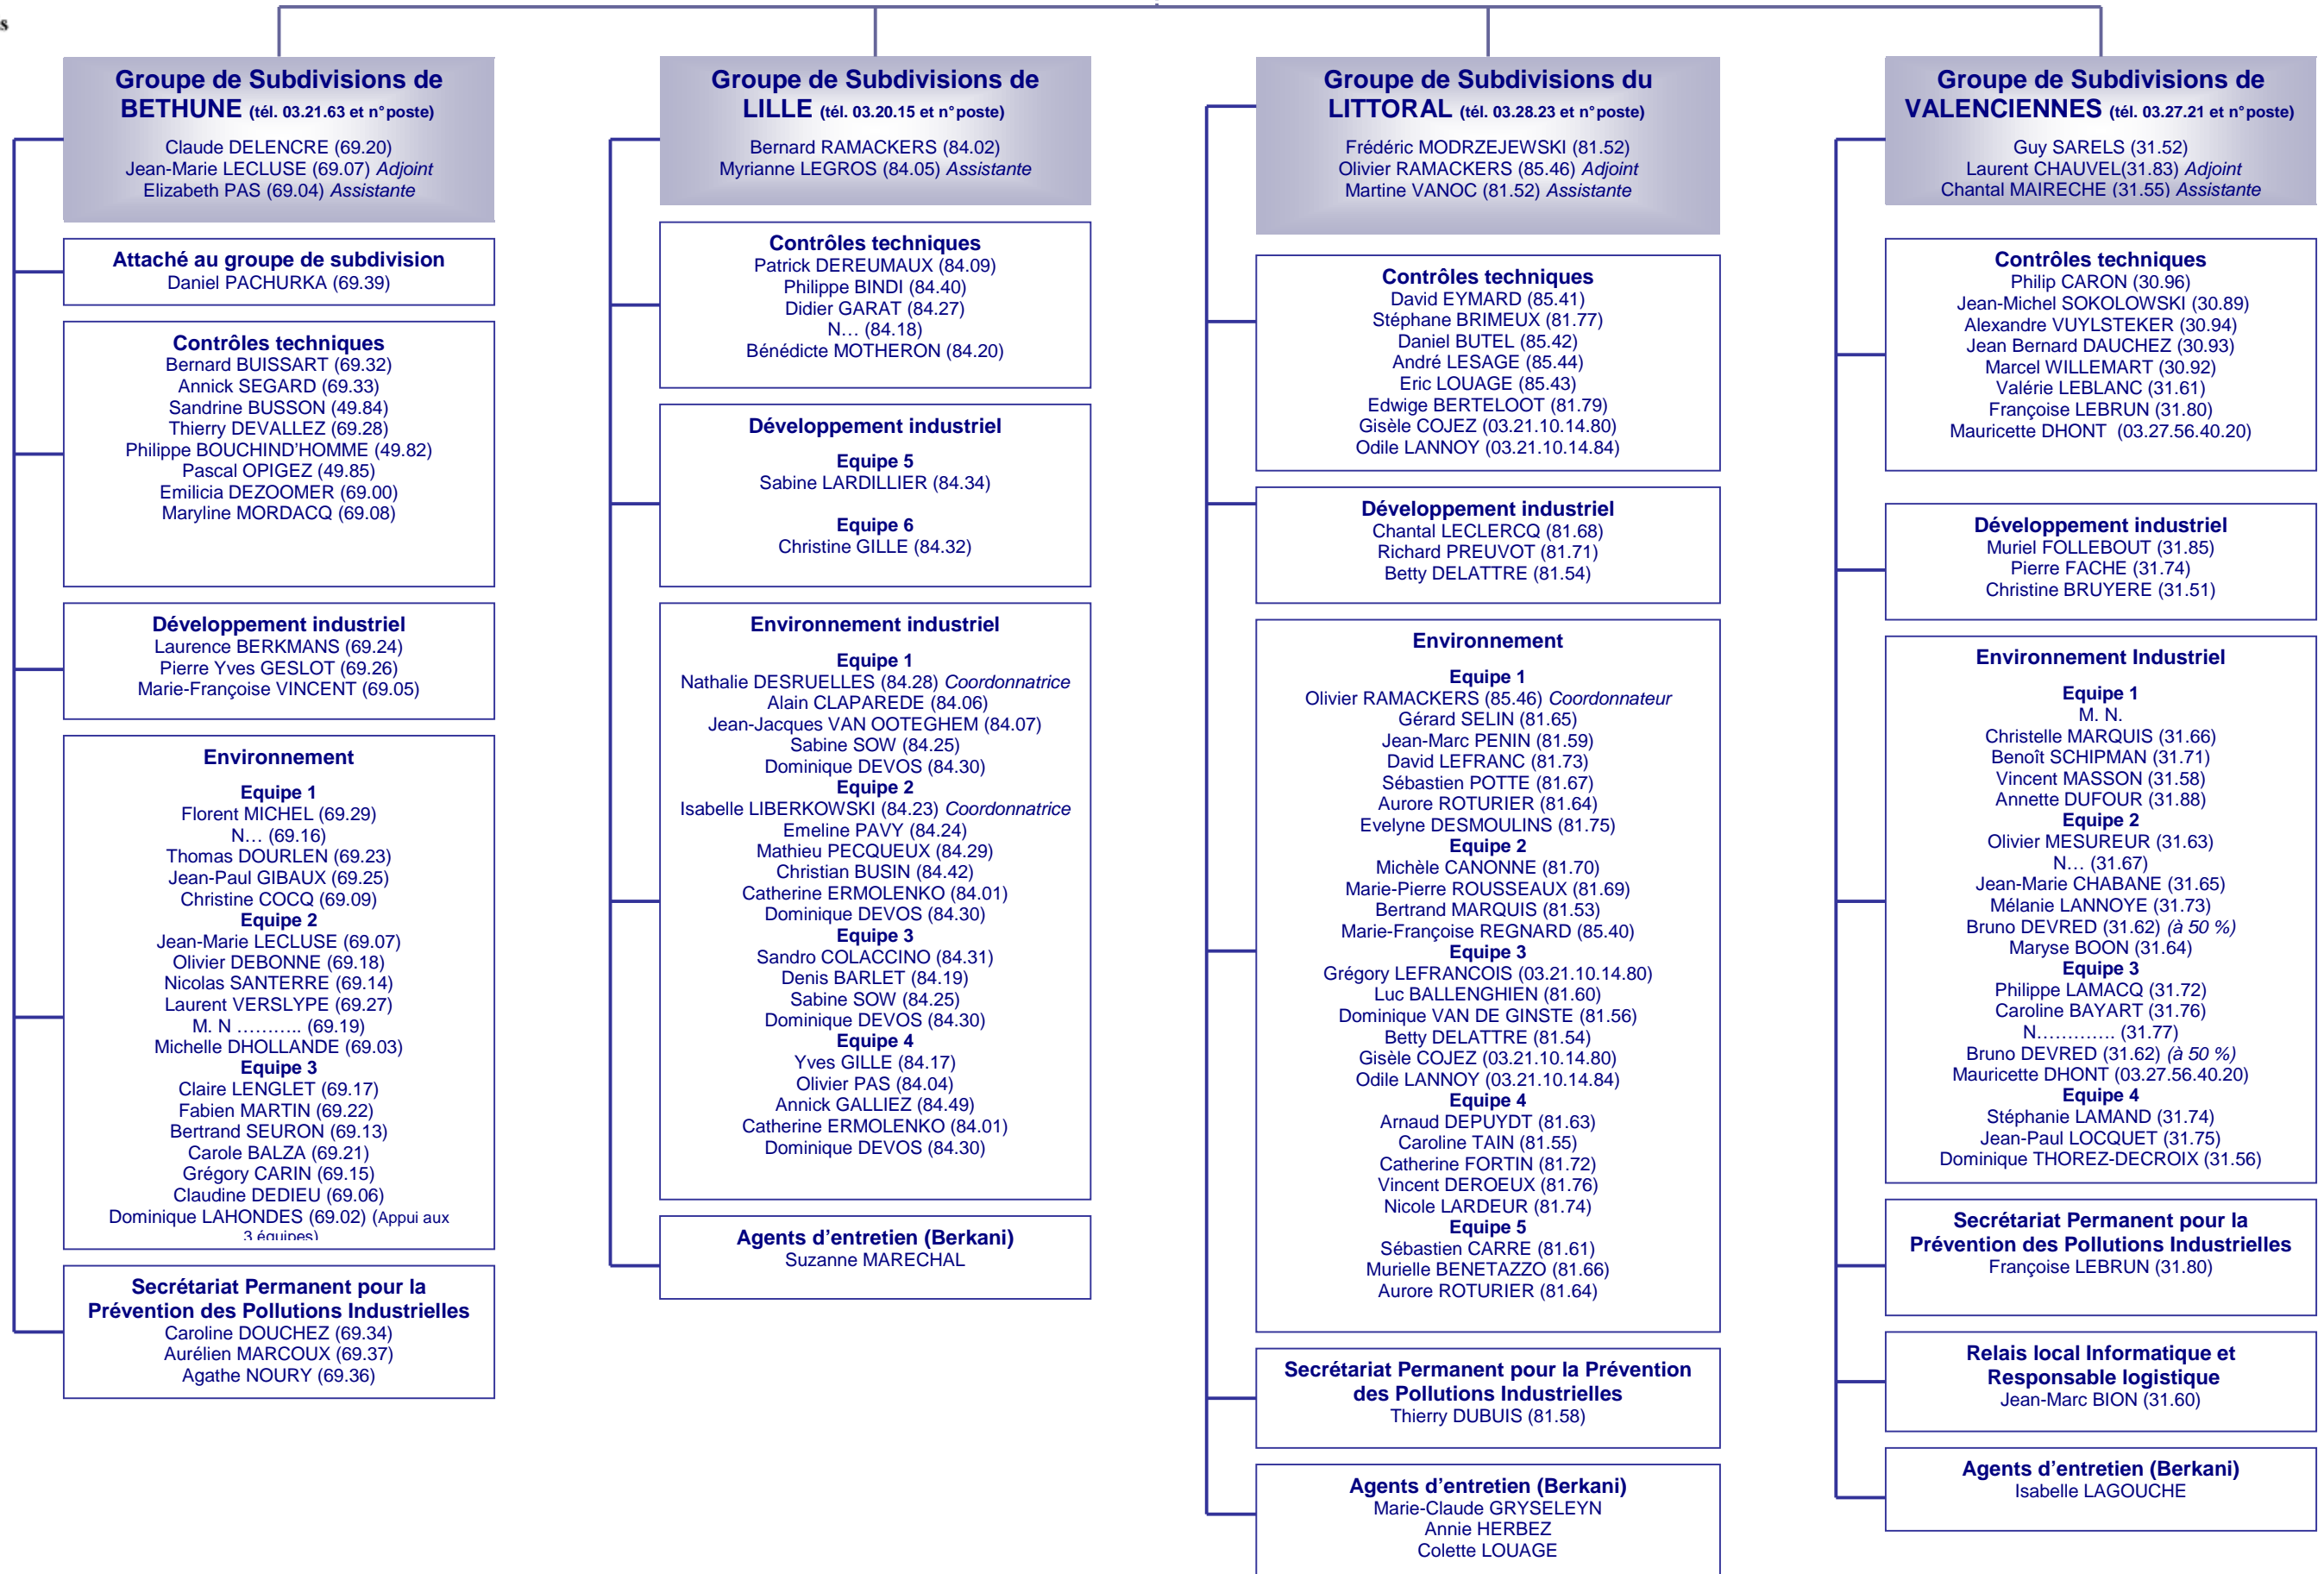 s
Groupe de Subdivisions de
BETHUNE (tél. 03.21.63 et n°poste)
Claude DELENCRE (69.20)
Jean-Marie LECLUSE (69.07) Adjoint
Elizabeth PAS (69.04) Assistante
Attaché au groupe de subdivision
Daniel PACHURKA (69.39)
Contrôles techniques
Bernard BUISSART (69.32)
Annick SEGARD (69.33)
Sandrine BUSSON (49.84)
Thierry DEVALLEZ (69.28)
Philippe BOUCHIND'HOMME (49.82)
Pascal OPIGEZ (49.85)
Emilicia DEZOOMER (69.00)
Maryline MORDACQ (69.08)
Développement industriel
Laurence BERKMANS (69.24)
Pierre Yves GESLOT (69.26)
Marie-Françoise VINCENT (69.05)
Environnement
Equipe 1
Florent MICHEL (69.29)
N… (69.16)
Thomas DOURLEN (69.23)
Jean-Paul GIBAUX (69.25)
Christine COCQ (69.09)
Equipe 2
Jean-Marie LECLUSE (69.07)
Olivier DEBONNE (69.18)
Nicolas SANTERRE (69.14)
Laurent VERSLYPE (69.27)
M. N ……….. (69.19)
Michelle DHOLLANDE (69.03)
Equipe 3
Claire LENGLET (69.17)
Fabien MARTIN (69.22)
Bertrand SEURON (69.13)
Carole BALZA (69.21)
Grégory CARIN (69.15)
Claudine DEDIEU (69.06)
Dominique LAHONDES (69.02) (Appui aux
3 équipes)
Secrétariat Permanent pour la
Prévention des Pollutions Industrielles
Caroline DOUCHEZ (69.34)
Aurélien MARCOUX (69.37)
Agathe NOURY (69.36)
Groupe de Subdivisions de
LILLE (tél. 03.20.15 et n°poste)
Bernard RAMACKERS (84.02)
Myrianne LEGROS (84.05) Assistante
Contrôles techniques
Patrick DEREUMAUX (84.09)
Philippe BINDI (84.40)
Didier GARAT (84.27)
N… (84.18)
Bénédicte MOTHERON (84.20)
Développement industriel
Equipe 5
Sabine LARDILLIER (84.34)
Equipe 6
Christine GILLE (84.32)
Environnement industriel
Equipe 1
Nathalie DESRUELLES (84.28) Coordonnatrice
Alain CLAPAREDE (84.06)
Jean-Jacques VAN OOTEGHEM (84.07)
Sabine SOW (84.25)
Dominique DEVOS (84.30)
Equipe 2
Isabelle LIBERKOWSKI (84.23) Coordonnatrice
Emeline PAVY (84.24)
Mathieu PECQUEUX (84.29)
Christian BUSIN (84.42)
Catherine ERMOLENKO (84.01)
Dominique DEVOS (84.30)
Equipe 3
Sandro COLACCINO (84.31)
Denis BARLET (84.19)
Sabine SOW (84.25)
Dominique DEVOS (84.30)
Equipe 4
Yves GILLE (84.17)
Olivier PAS (84.04)
Annick GALLIEZ (84.49)
Catherine ERMOLENKO (84.01)
Dominique DEVOS (84.30)
Agents d'entretien (Berkani)
Suzanne MARECHAL
Groupe de Subdivisions du
LITTORAL (tél. 03.28.23 et n°poste)
Frédéric MODRZEJEWSKI (81.52)
Olivier RAMACKERS (85.46) Adjoint
Martine VANOC (81.52) Assistante
Contrôles techniques
David EYMARD (85.41)
Stéphane BRIMEUX (81.77)
Daniel BUTEL (85.42)
André LESAGE (85.44)
Eric LOUAGE (85.43)
Edwige BERTELOOT (81.79)
Gisèle COJEZ (03.21.10.14.80)
Odile LANNOY (03.21.10.14.84)
Développement industriel
Chantal LECLERCQ (81.68)
Richard PREUVOT (81.71)
Betty DELATTRE (81.54)
Environnement
Equipe 1
Olivier RAMACKERS (85.46) Coordonnateur
Gérard SELIN (81.65)
Jean-Marc PENIN (81.59)
David LEFRANC (81.73)
Sébastien POTTE (81.67)
Aurore ROTURIER (81.64)
Evelyne DESMOULINS (81.75)
Equipe 2
Michèle CANONNE (81.70)
Marie-Pierre ROUSSEAUX (81.69)
Bertrand MARQUIS (81.53)
Marie-Françoise REGNARD (85.40)
Equipe 3
Grégory LEFRANCOIS (03.21.10.14.80)
Luc BALLENGHIEN (81.60)
Dominique VAN DE GINSTE (81.56)
Betty DELATTRE (81.54)
Gisèle COJEZ (03.21.10.14.80)
Odile LANNOY (03.21.10.14.84)
Equipe 4
Arnaud DEPUYDT (81.63)
Caroline TAIN (81.55)
Catherine FORTIN (81.72)
Vincent DEROEUX (81.76)
Nicole LARDEUR (81.74)
Equipe 5
Sébastien CARRE (81.61)
Murielle BENETAZZO (81.66)
Aurore ROTURIER (81.64)
Secrétariat Permanent pour la Prévention
des Pollutions Industrielles
Thierry DUBUIS (81.58)
Agents d'entretien (Berkani)
Marie-Claude GRYSELEYN
Annie HERBEZ
Colette LOUAGE
Groupe de Subdivisions de
VALENCIENNES (tél. 03.27.21 et n°poste)
Guy SARELS (31.52)
Laurent CHAUVEL(31.83) Adjoint
Chantal MAIRECHE (31.55) Assistante
Contrôles techniques
Philip CARON (30.96)
Jean-Michel SOKOLOWSKI (30.89)
Alexandre VUYLSTEKER (30.94)
Jean Bernard DAUCHEZ (30.93)
Marcel WILLEMART (30.92)
Valérie LEBLANC (31.61)
Françoise LEBRUN (31.80)
Mauricette DHONT (03.27.56.40.20)
Développement industriel
Muriel FOLLEBOUT (31.85)
Pierre FACHE (31.74)
Christine BRUYERE (31.51)
Environnement Industriel
Equipe 1
M. N.
Christelle MARQUIS (31.66)
Benoît SCHIPMAN (31.71)
Vincent MASSON (31.58)
Annette DUFOUR (31.88)
Equipe 2
Olivier MESUREUR (31.63)
N… (31.67)
Jean-Marie CHABANE (31.65)
Mélanie LANNOYE (31.73)
Bruno DEVRED (31.62) (à 50 %)
Maryse BOON (31.64)
Equipe 3
Philippe LAMACQ (31.72)
Caroline BAYART (31.76)
N…………. (31.77)
Bruno DEVRED (31.62) (à 50 %)
Mauricette DHONT (03.27.56.40.20)
Equipe 4
Stéphanie LAMAND (31.74)
Jean-Paul LOCQUET (31.75)
Dominique THOREZ-DECROIX (31.56)
Secrétariat Permanent pour la
Prévention des Pollutions Industrielles
Françoise LEBRUN (31.80)
Relais local Informatique et
Responsable logistique
Jean-Marc BION (31.60)
Agents d'entretien (Berkani)
Isabelle LAGOUCHE